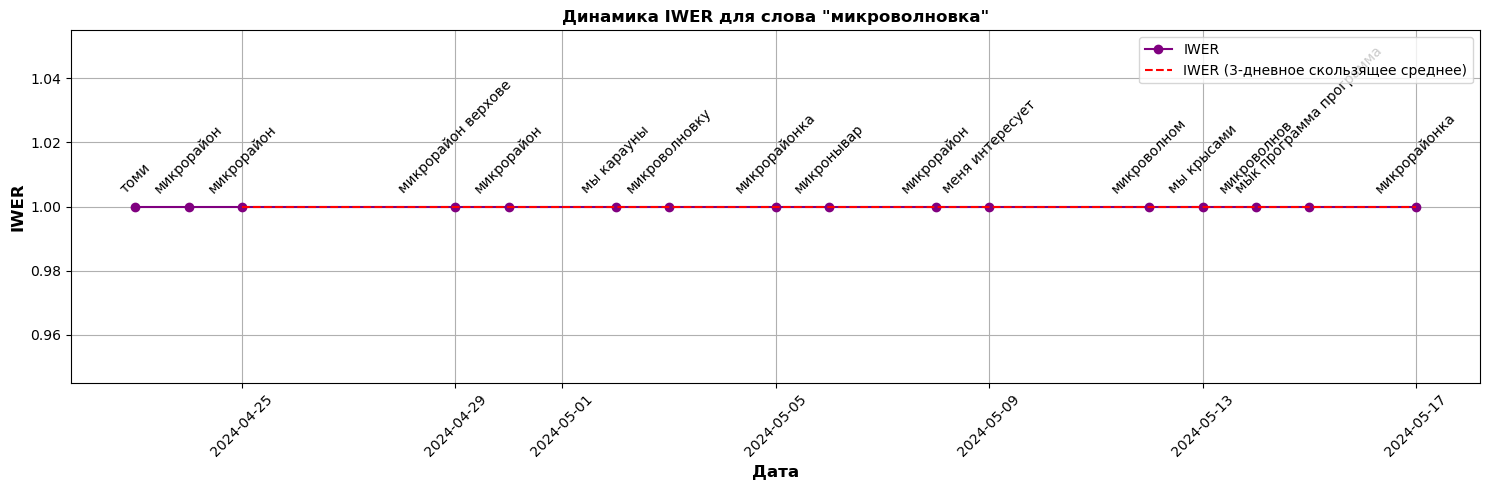 Динамика IWER для слова "микроволновка"
IWER
IWER (3-дневное скользящее среднее)
1.04
1.02
1.00
0.98
0.96
IWER
томи
микрорайон
микрорайон
микрорайон верхове
микрорайон
мы карауны
микроволновку
микрорайонка
микронывар
микрорайон
меня интересует
микроволном
мы крысами
микроволнов
мык программа программа
микрорайонка
2024-04-25
2024-04-29
2024-05-01
2024-05-05
2024-05-09
2024-05-13
2024-05-17
Дата